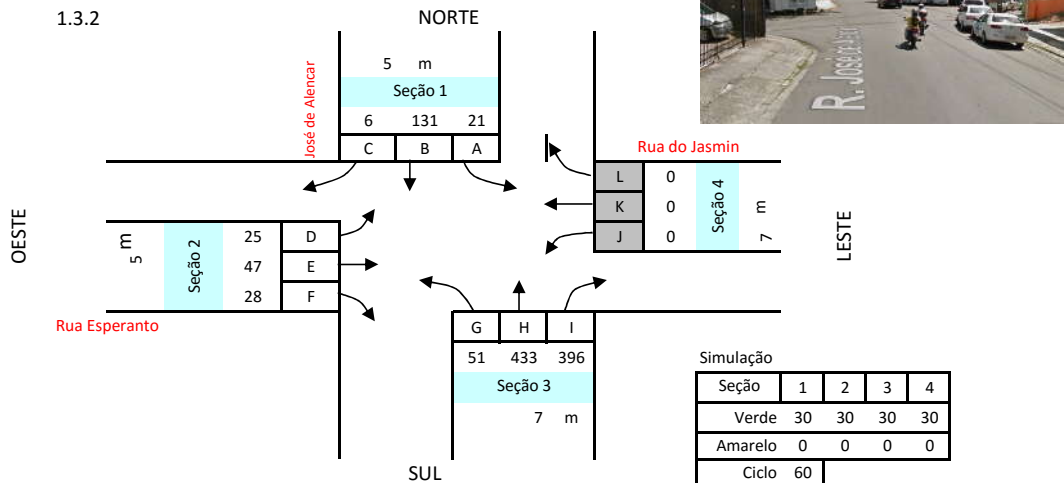 1.3.2
NORTE
R. José de Alencar
José de Alencar
5 m
Seção 1
6 131 21
C B A
Rua do Jasmin
L 0
K 0
J 0
Seção 4
7 m
LESTE
OESTE
5 m
Seção 2
25 D
47 E
28 F
Rua Esperanto
G H I
51 433 396
Seção 3
7 m
SUL
Simulação
Seção 1 2 3 4
Verde 30 30 30 30
Amarelo 0 0 0 0
Ciclo 60